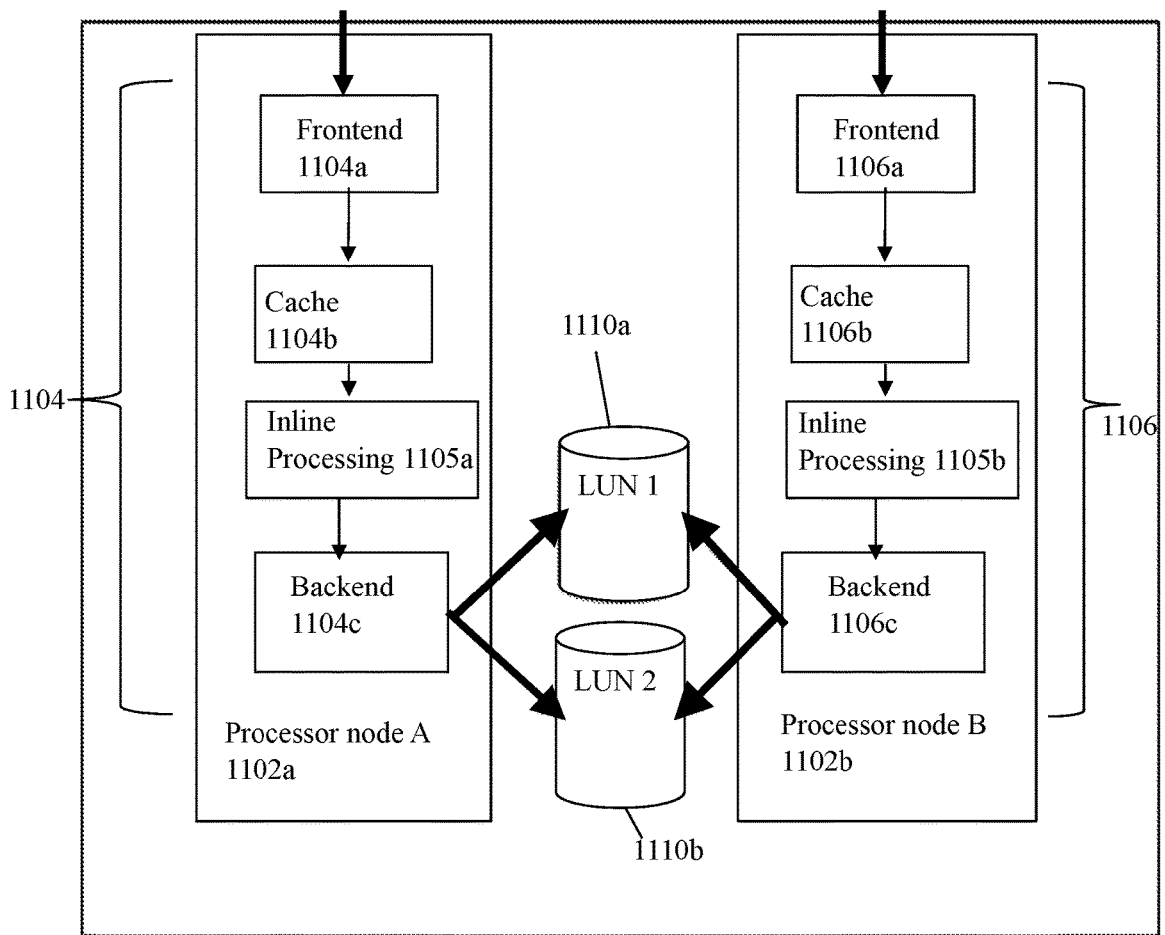 Frontend
1104a
Frontend
1106a
Cache
1104b
Cache
1106b
1110a
1104
Inline
Processing 1105a
LUN 1
Inline
Processing 1105b
1106
Backend
1104c
LUN 2
Backend
1106c
Processor node A
1102a
Processor node B
1102b
1110b